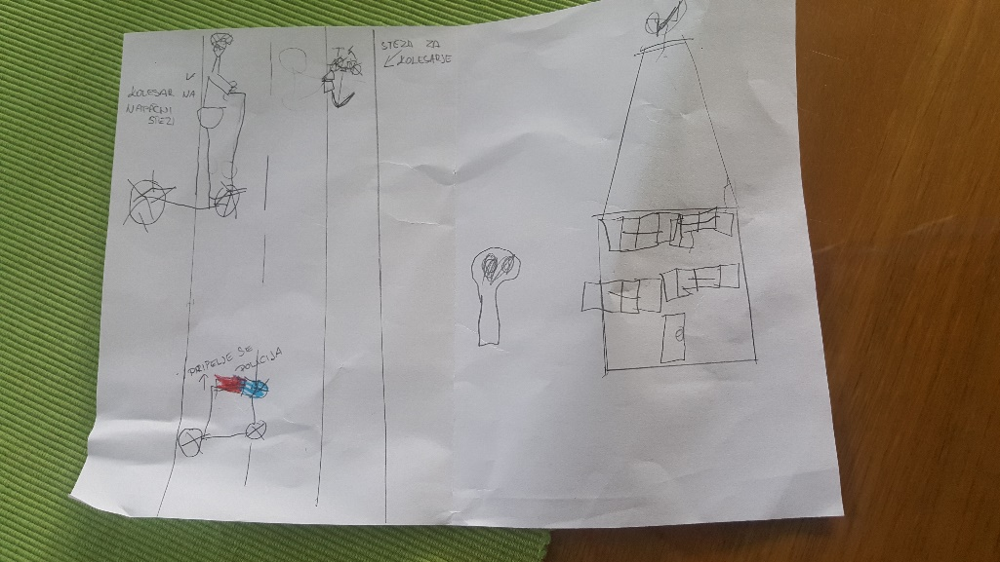 KOLESAR NA
NAPAČNI
STEZI
STEZA ZA
KOLESARJE
PRIPELJE SE
POLICIJA